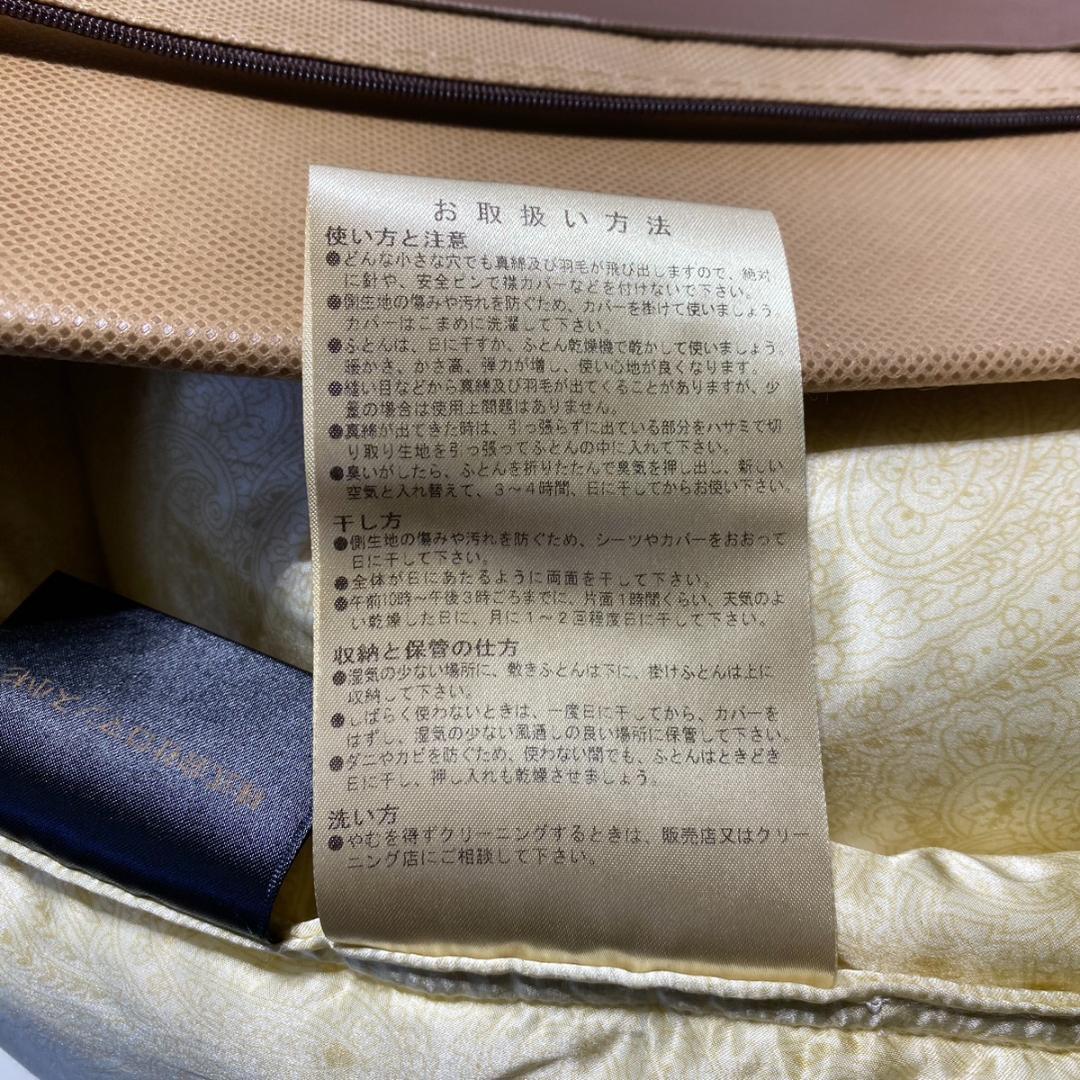 お取扱い方法
使い方と注意
●どんな小さな穴でも真綿及び羽毛が飛び出しますので、絶対
に針や、安全ピンで襟カバーなどを付けないで下さい。
●側生地の傷みや汚れを防ぐため、カバーを掛けて使いましょう
カバーはこまめに洗濯して下さい。
●ふとんは、日に干すか、ふとん乾燥機で乾かして使いましょう。
暖かさ、かさ高、弾力が増し、使い心地が良くなります。
●縫い目などから真綿及び羽毛が出てくることがありますが、少
量の場合は使用上問題はありません。
●真綿が出てきた時は、引っ張らずに出ている部分をハサミで切
り取り生地を引っ張ってふとんの中に入れて下さい。
●臭いがしたら、ふとんを折りたたんで臭気を押し出し、新しい
空気と入れ替えて、3〜4時間、日に干してからお使い下さい
干し方
●側生地の傷みや汚れを防ぐため、シーツやカバーをおおって
日に干して下さい。
●全体が日にあたるように両面を干して下さい。
●午前10時〜午後3時ごろまでに、片面1時間くらい、天気のよ
い乾燥した日に、月に1〜2回程度日に干して下さい。
収納と保管の仕方
●湿気の少ない場所に、敷きふとんは下に、掛けふとんは上に
収納して下さい。
●しばらく使わないときは、一度日に干してから、カバーを
はずし、湿気の少ない風通しの良い場所に保管して下さい。
●ダニやカビを防ぐため、使わない間でも、ふとんはときどき
日に干し、押し入れも乾燥させましょう。
洗い方
●やむを得ずクリーニングするときは、販売店又はクリー
ニング店にご相談して下さい。
株式会社ロマンス小杉